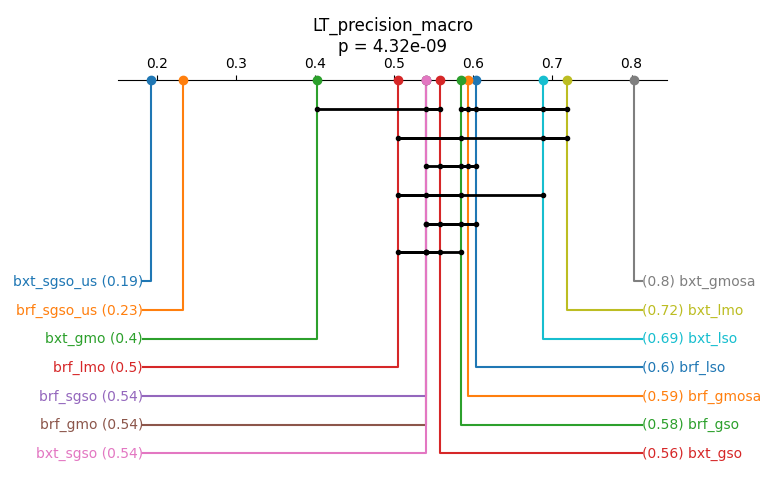 LT_precision_macro
p = 4.32e-09
0.2 0.3 0.4 0.5 0.6 0.7 0.8
bxt_sgso_us (0.19) (0.8) bxt_gmosa
brf_sgso_us (0.23) (0.72) bxt_lmo
bxt_gmo (0.4) (0.69) bxt_lso
brf_lmo (0.5) (0.6) brf_lso
brf_sgso (0.54) (0.59) brf_gmosa
brf_gmo (0.54) (0.58) brf_gso
bxt_sgso (0.54) (0.56) bxt_gso